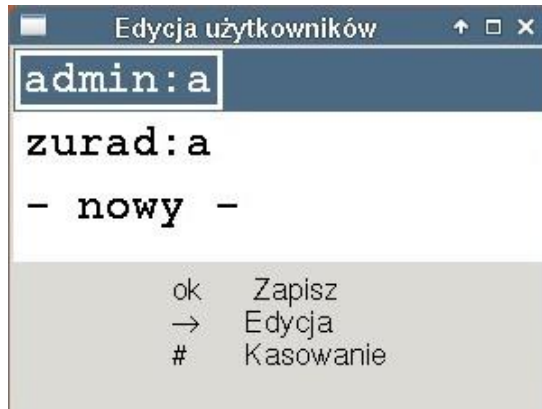 Edycja użytkowników
admin:a
zurad:a
- nowy -
ok Zapisz
→ Edycja
# Kasowanie